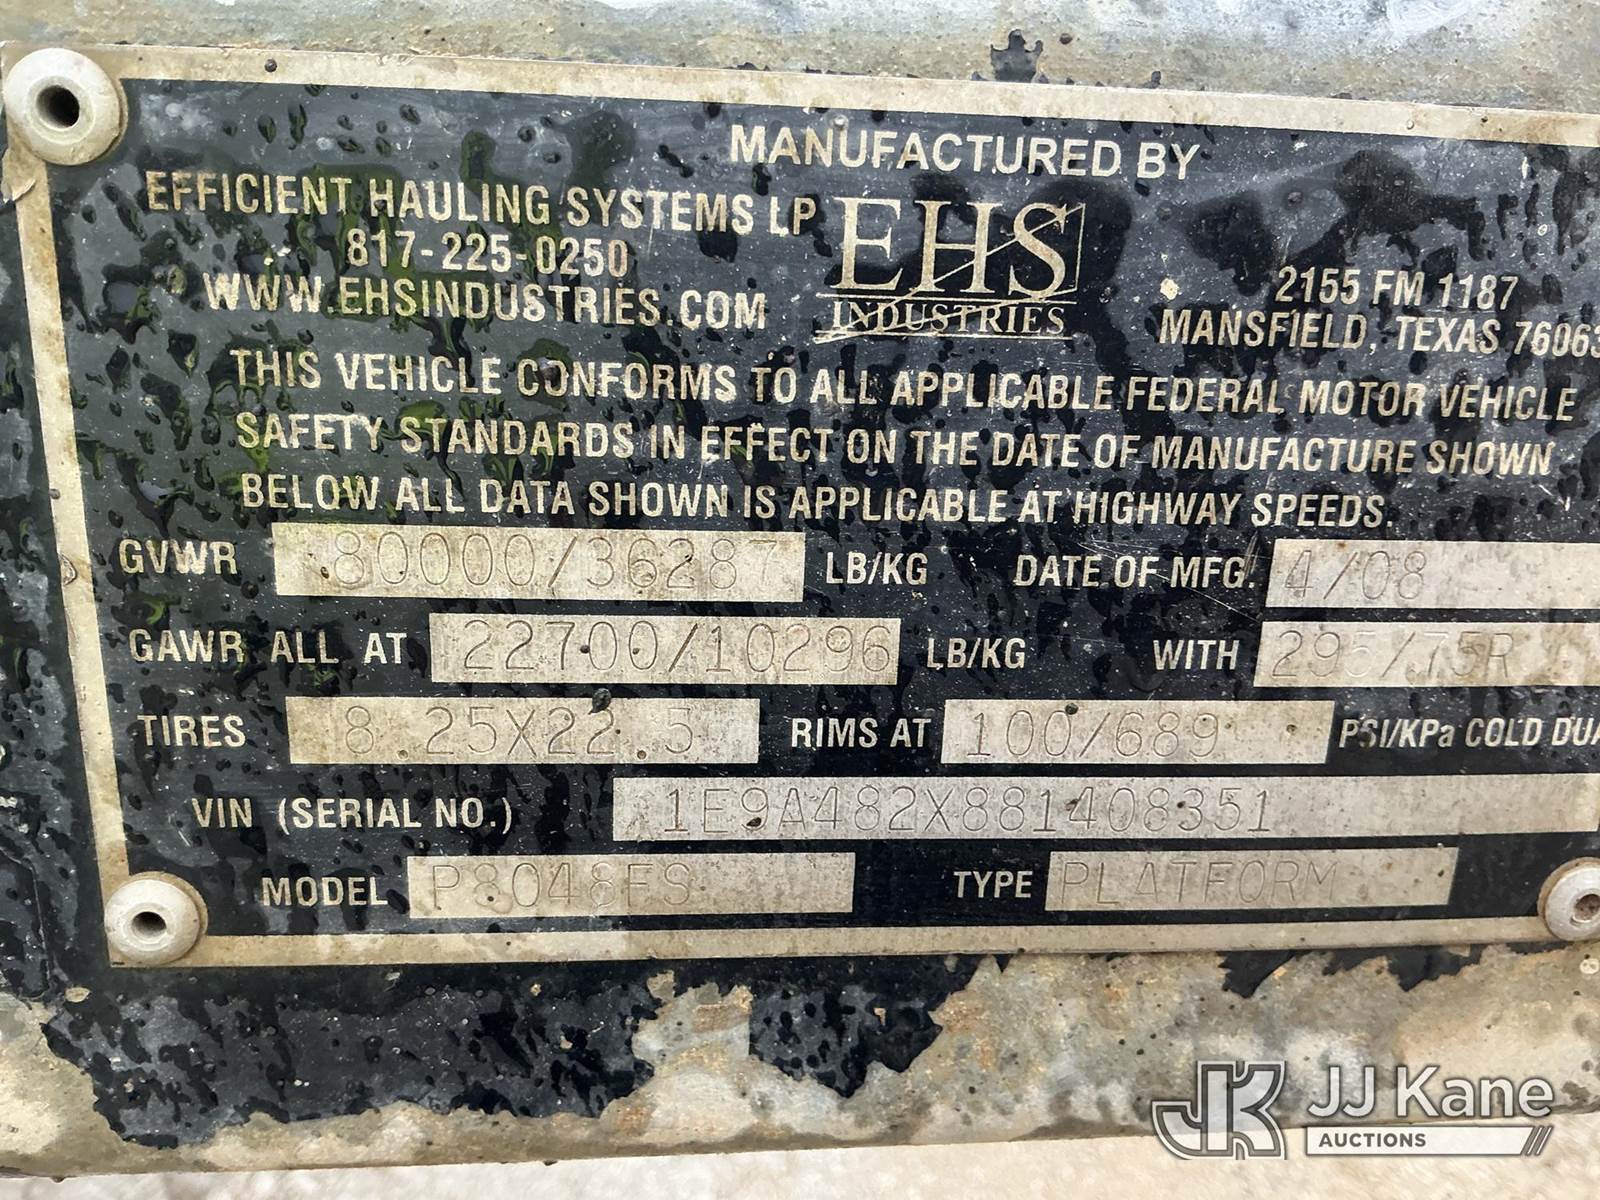 MANUFACTURED BY
EFFICIENT HAULING SYSTEMS LP
817-225-0250
WWW.EHSINDUSTRIES.COM
EHS
INDUSTRIES
2155 FM 1187
MANSFIELD, TEXAS 76063
THIS VEHICLE CONFORMS TO ALL APPLICABLE FEDERAL MOTOR VEHICLE
SAFETY STANDARDS IN EFFECT ON THE DATE OF MANUFACTURE SHOWN
BELOW ALL DATA SHOWN IS APPLICABLE AT HIGHWAY SPEEDS.
GVWR 80000/36287 LB/KG DATE OF MFG. 4/08
GAWR ALL AT 22700/10296 LB/KG WITH 295/75R
TIRES 8.25X22.5 RIMS AT 100/689 PSI/KPa COLD DUA
VIN (SERIAL NO.) 1E9A482X881408351
MODEL P8048FS TYPE PLATFORM
JK JJ Kane
AUCTIONS